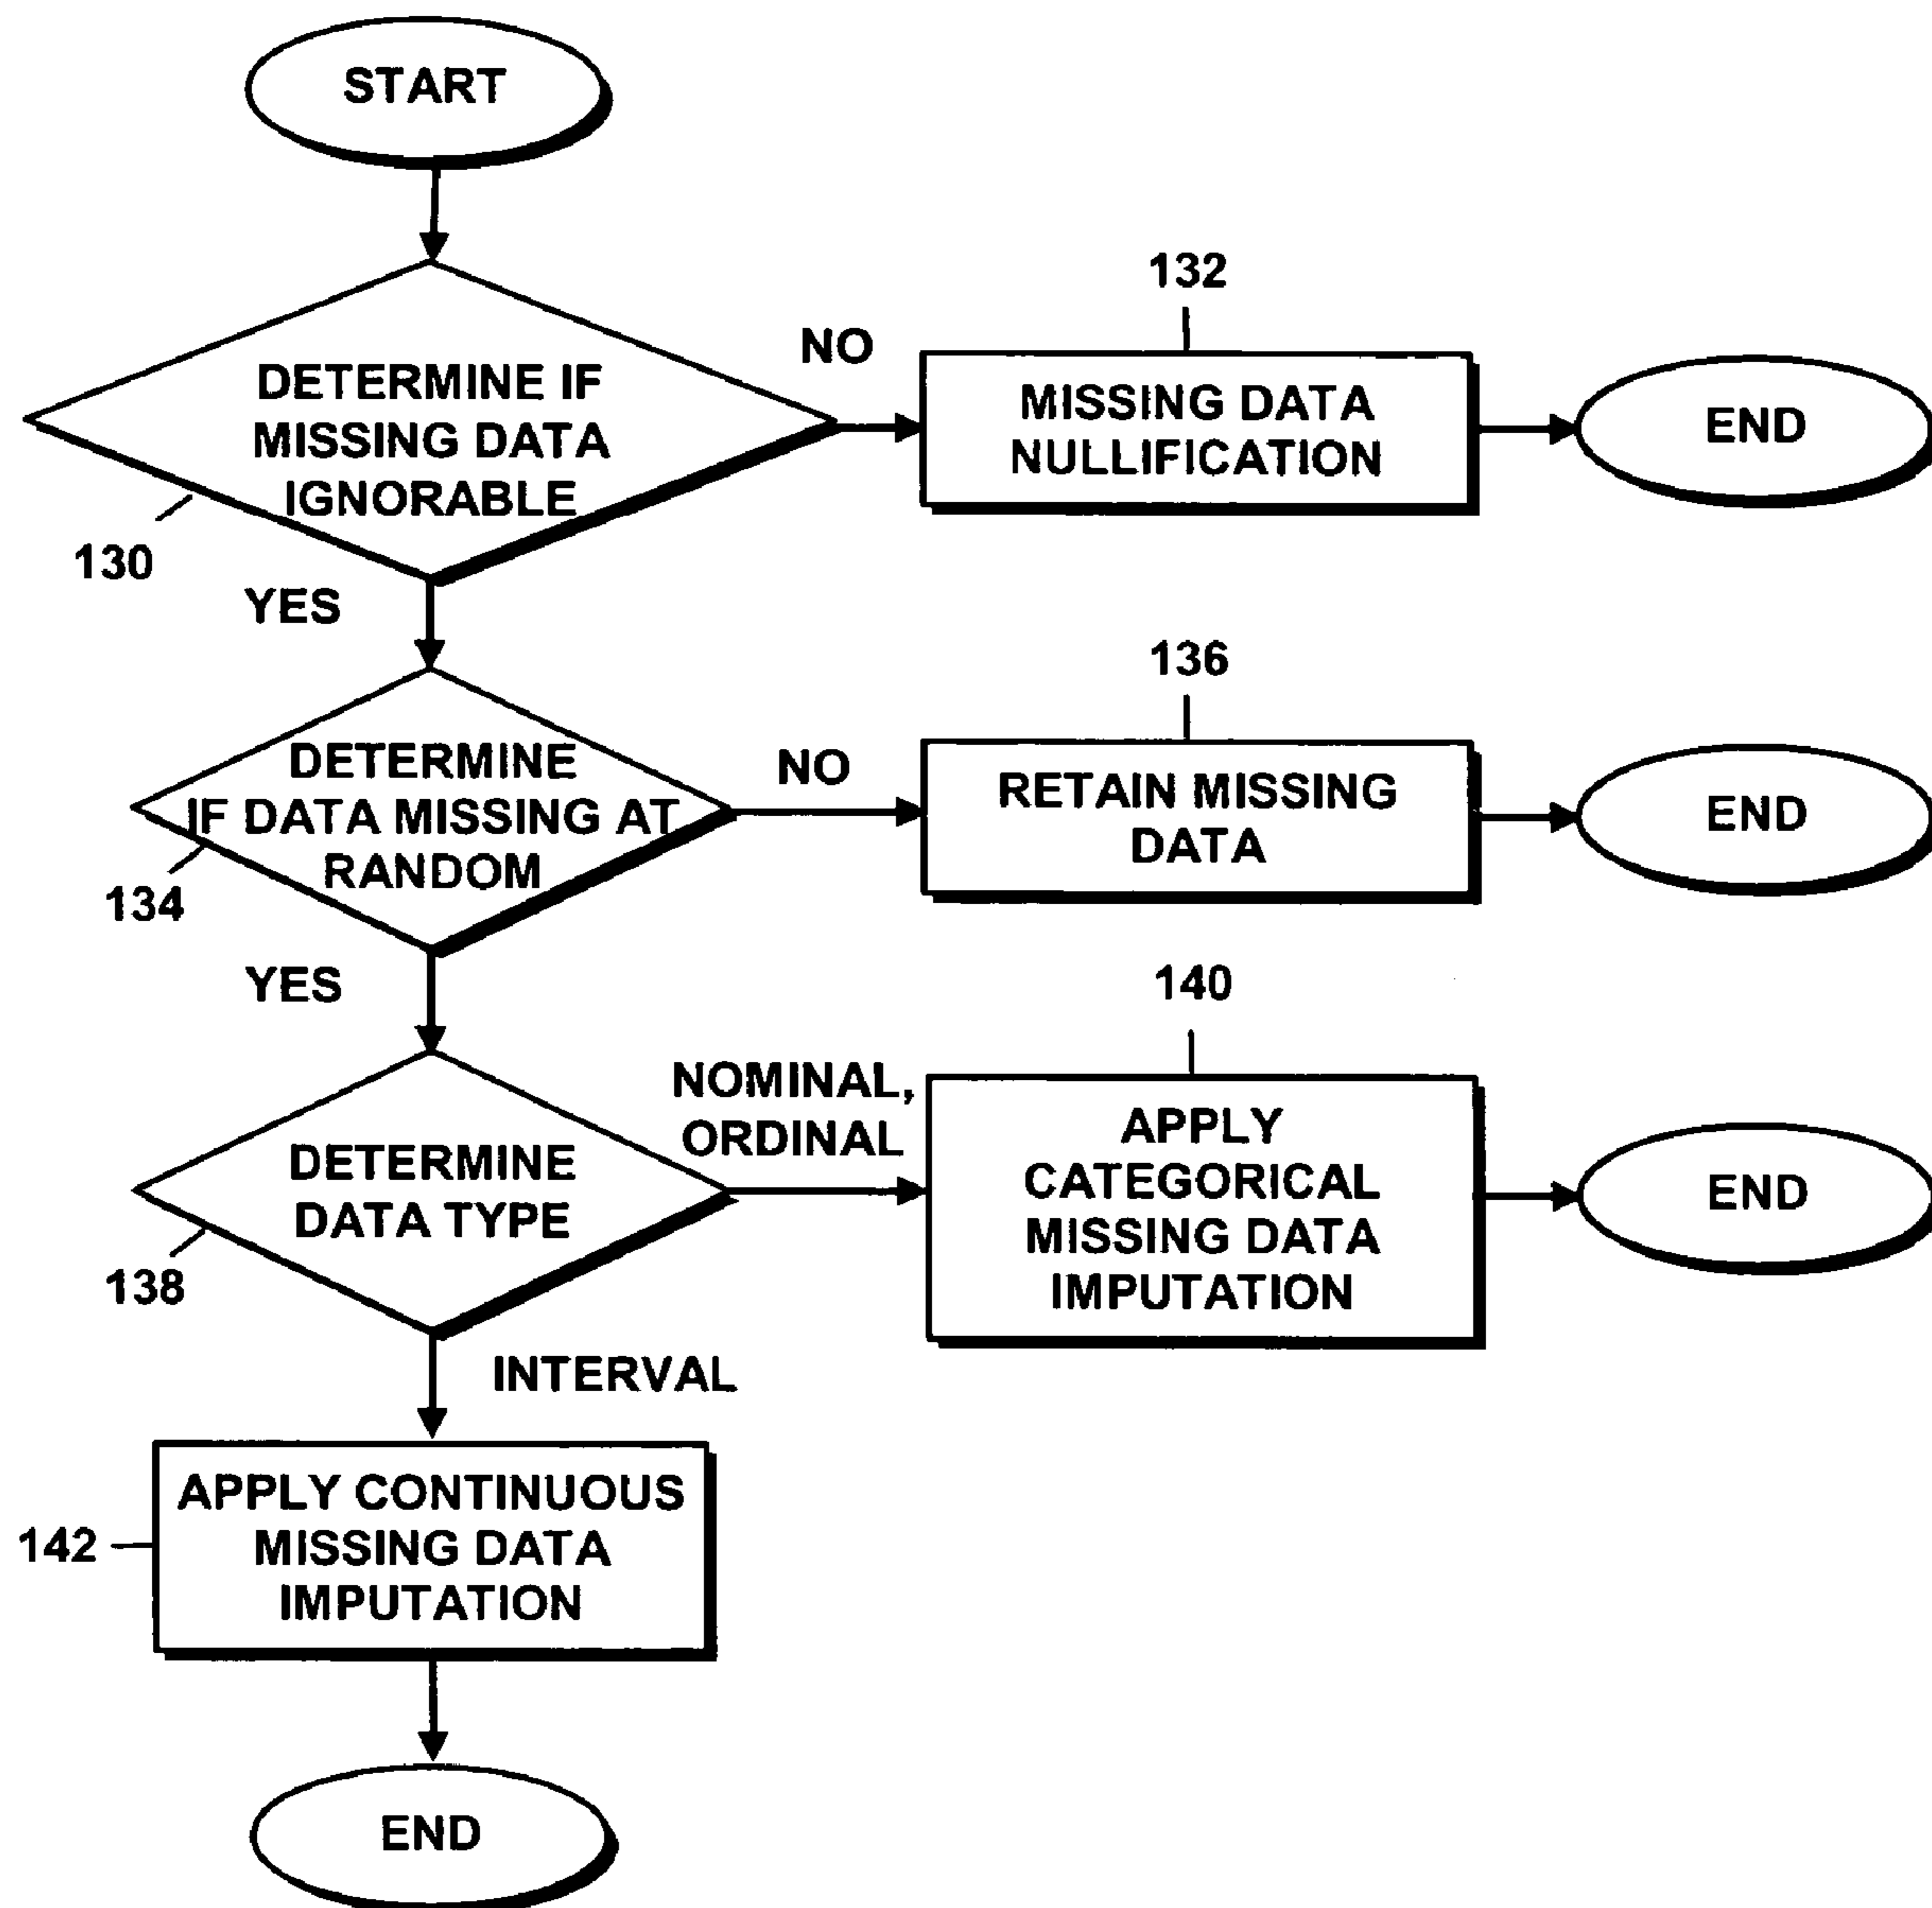 START
DETERMINE IF
MISSING DATA
IGNORABLE
130
NO
132
MISSING DATA
NULLIFICATION
END
YES
DETERMINE
IF DATA MISSING AT
RANDOM
134
NO
136
RETAIN MISSING
DATA
END
YES
DETERMINE
DATA TYPE
138
NOMINAL,
ORDINAL
140
APPLY
CATEGORICAL
MISSING DATA
IMPUTATION
END
INTERVAL
APPLY CONTINUOUS
MISSING DATA
IMPUTATION
142
END